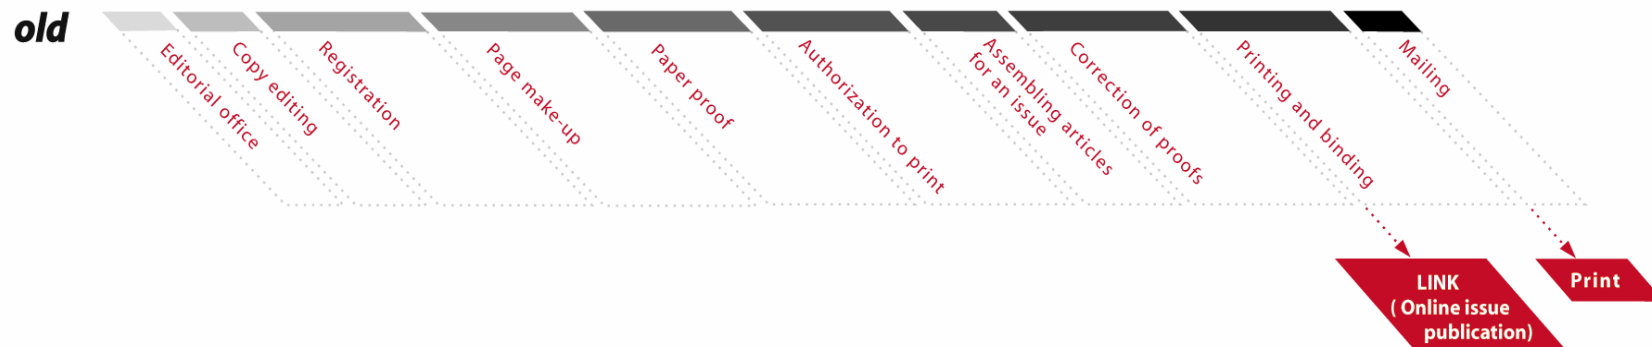 old
Editorial office
Copy editing
Registration
Page make-up
Paper proof
Authorization to print
Assembling articles
for an issue
Correction of proofs
Printing and binding
Mailing
LINK
( Online issue
publication)
Print